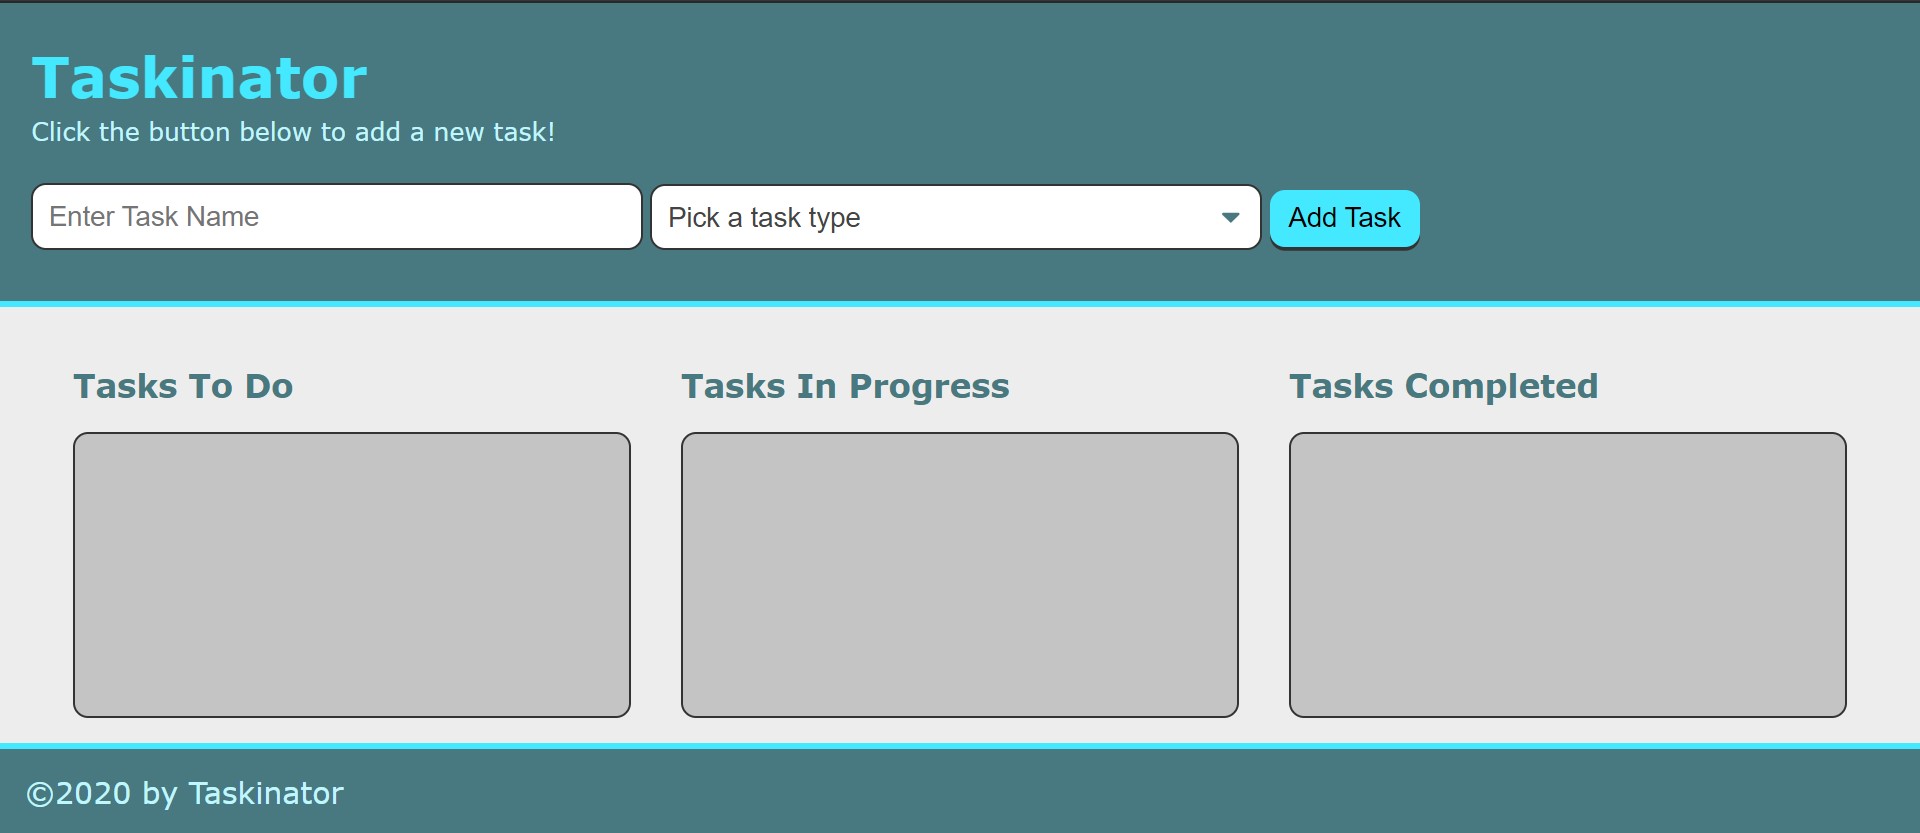 Taskinator
Click the button below to add a new task!
Enter Task Name
Pick a task type
Add Task
Tasks To Do
Tasks In Progress
Tasks Completed
©2020 by Taskinator